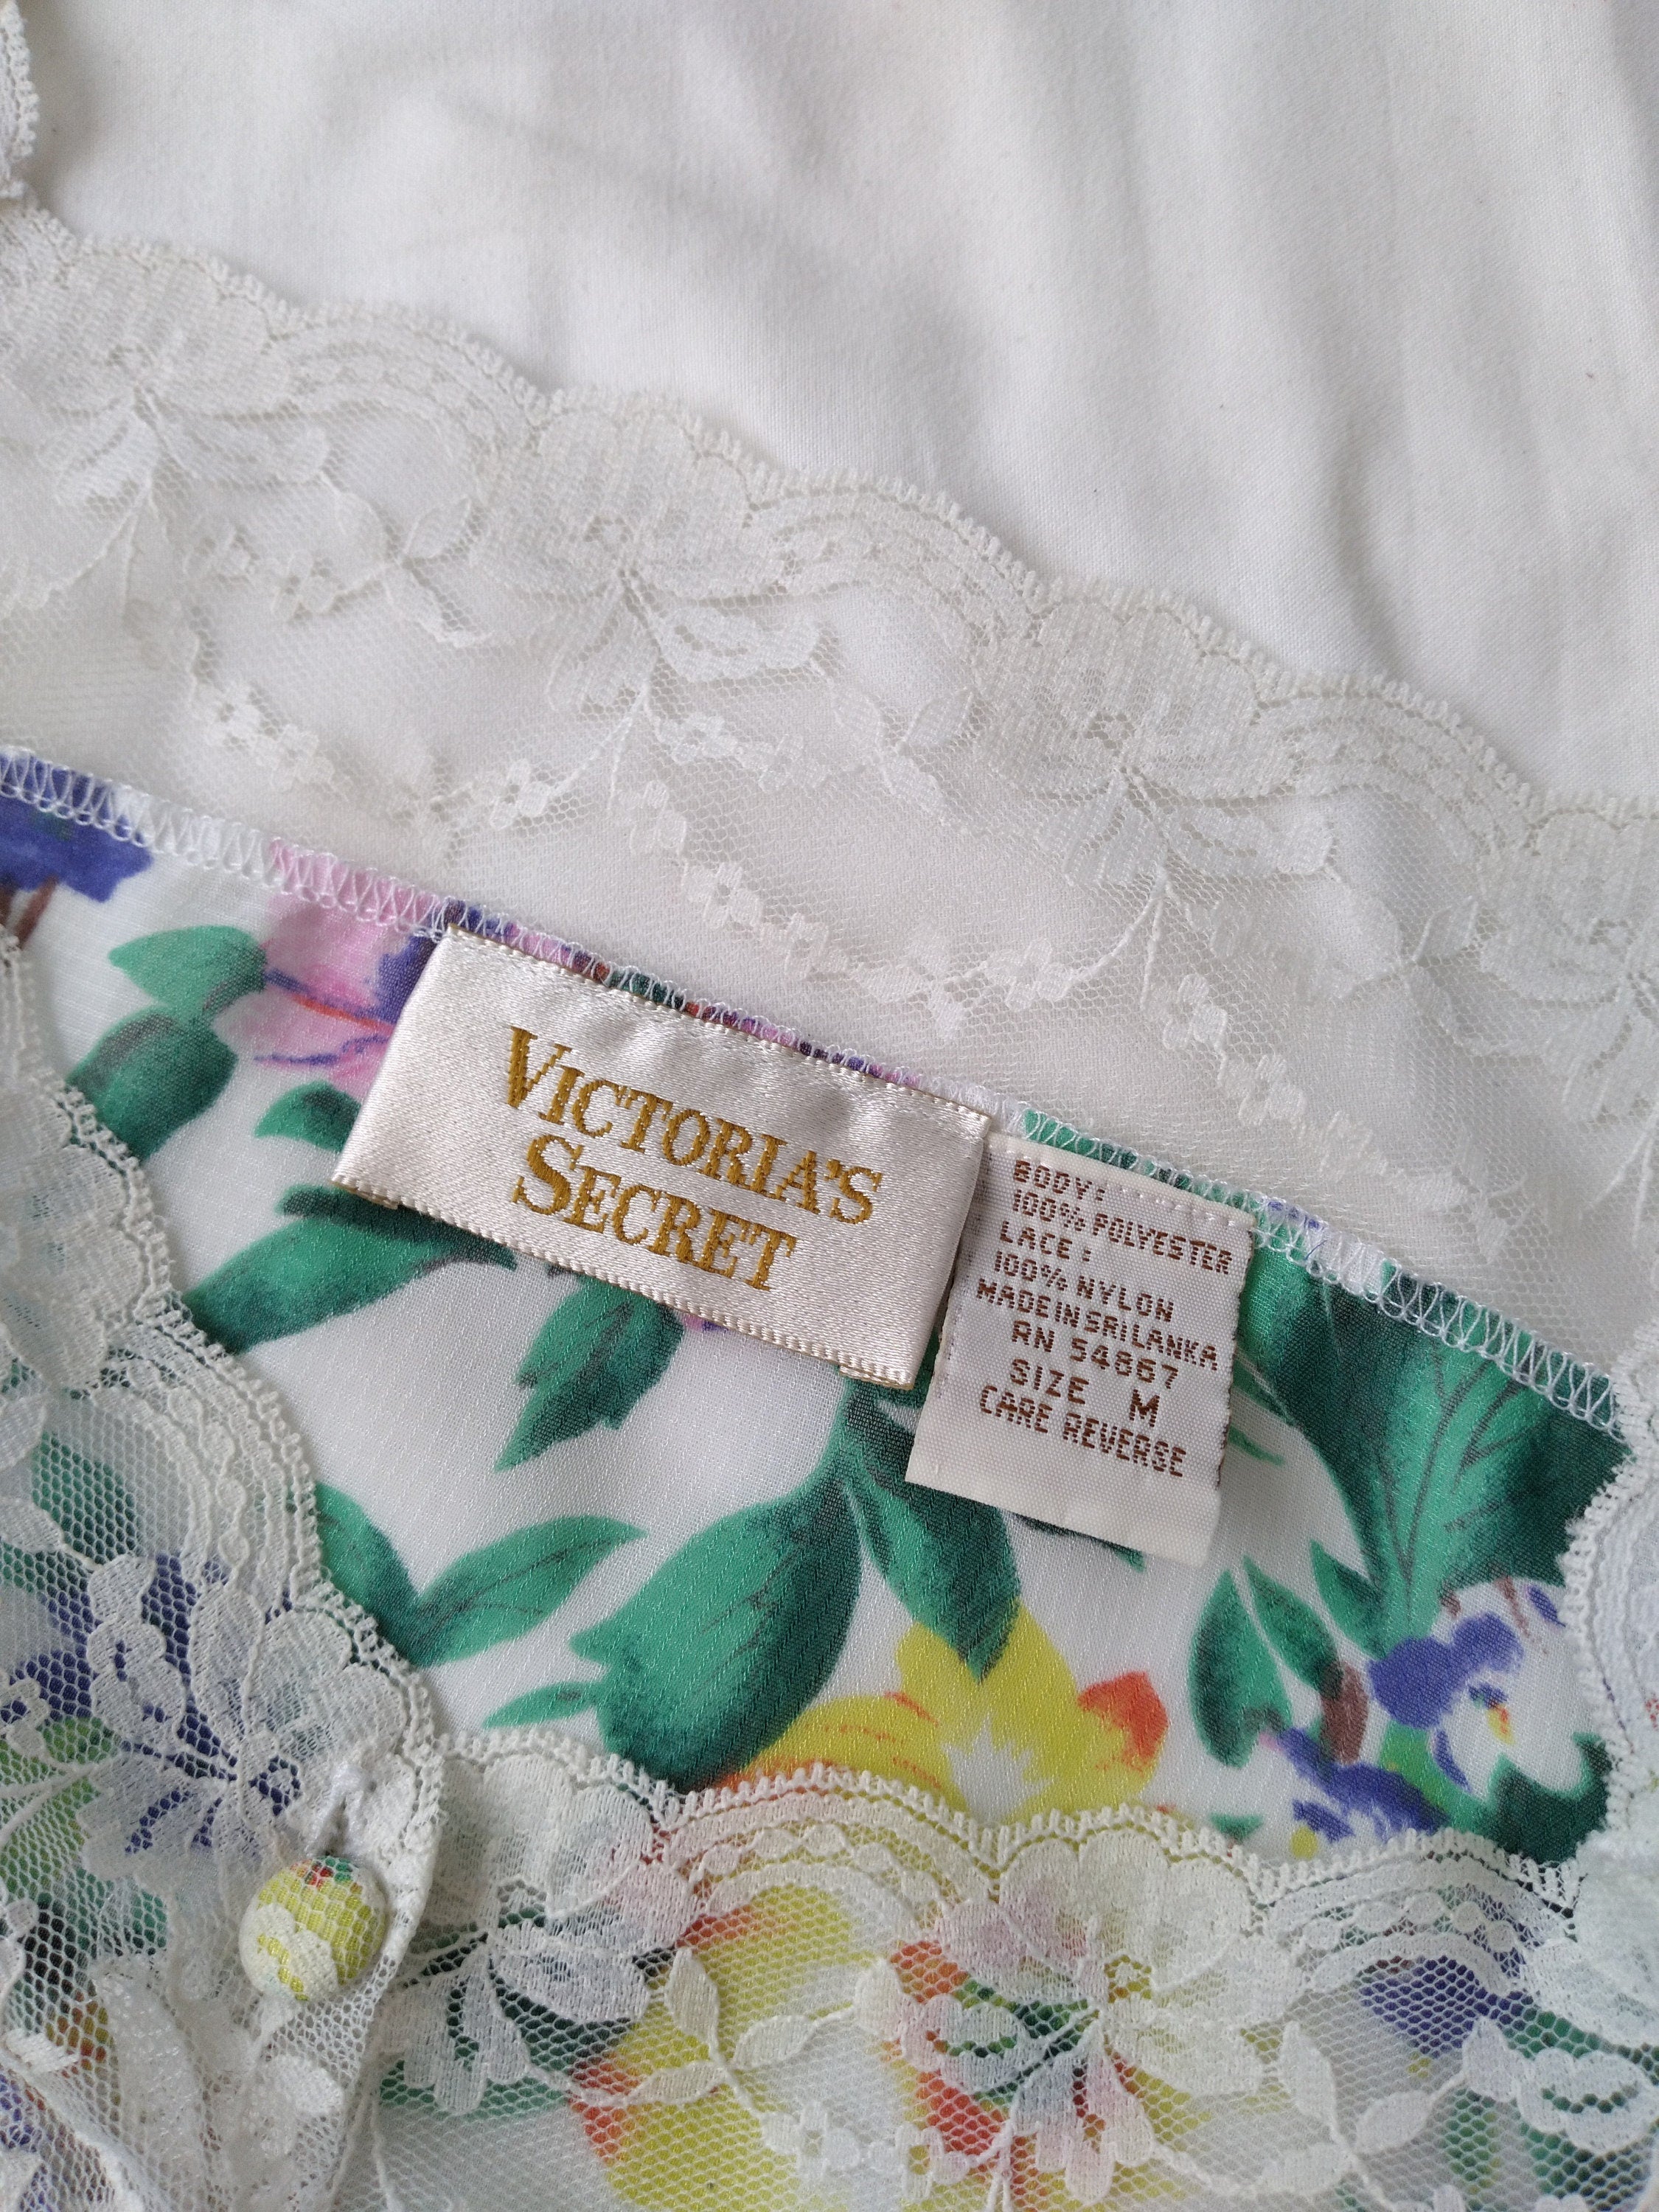 VICTORIA'S
SECRET
BODY:
100% POLYESTER
LACE:
100% NYLON
MADE IN SRI LANKA
RN 54867
SIZE M
CARE REVERSE